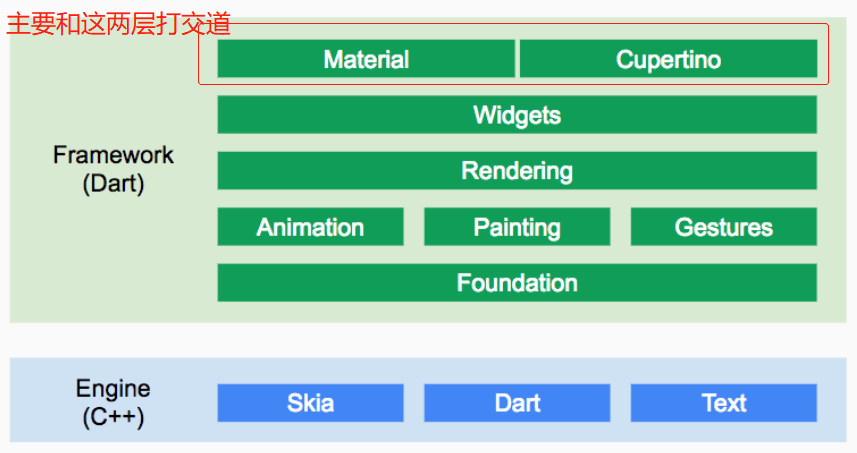 主要和这两层打交道
Material
Cupertino
Widgets
Framework
(Dart)
Rendering
Animation
Painting
Gestures
Foundation
Engine
(C++)
Skia
Dart
Text